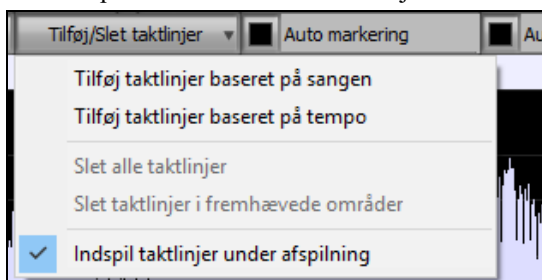 Tilføj/Slet taktlinjer
Auto markering
Tilføj taktlinjer baseret på sangen
Tilføj taktlinjer baseret på tempo
Slet alle taktlinjer
Slet taktlinjer i fremhævede områder
Indspil taktlinjer under afspilning